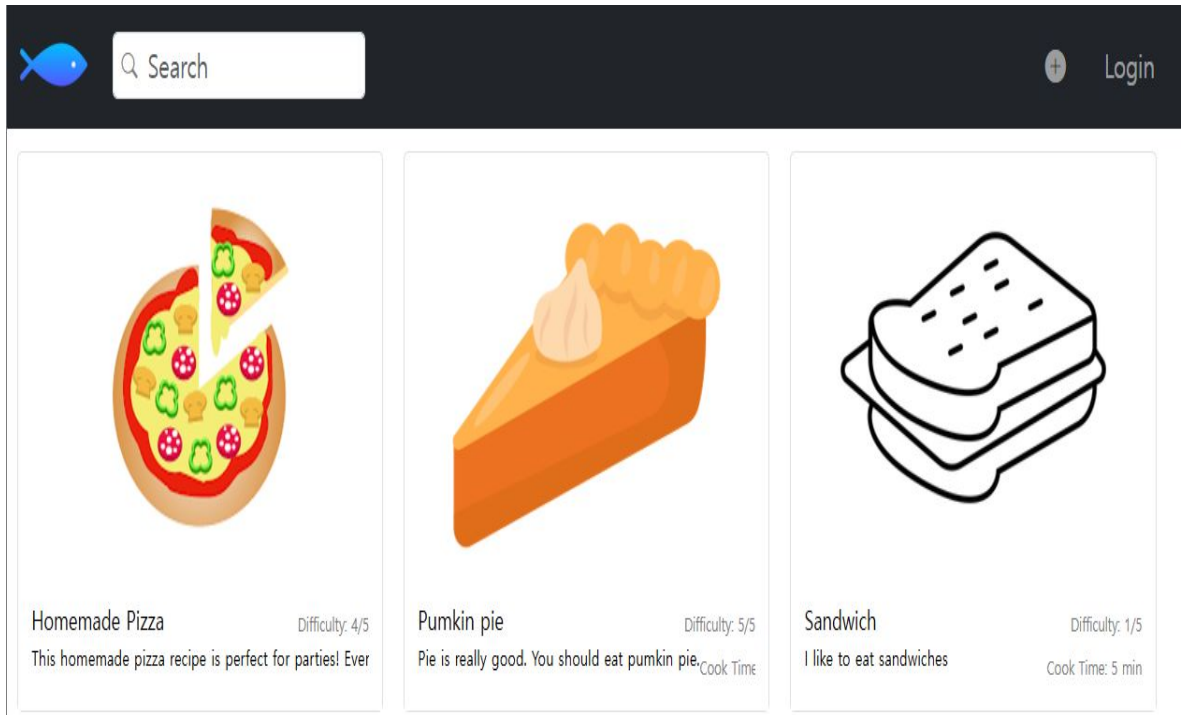 Search
Login
Homemade Pizza
Difficulty: 4/5
This homemade pizza recipe is perfect for parties! Ever
Pumkin pie
Difficulty: 5/5
Pie is really good. You should eat pumkin pie.
Cook Time
Sandwich
Difficulty: 1/5
I like to eat sandwiches
Cook Time: 5 min